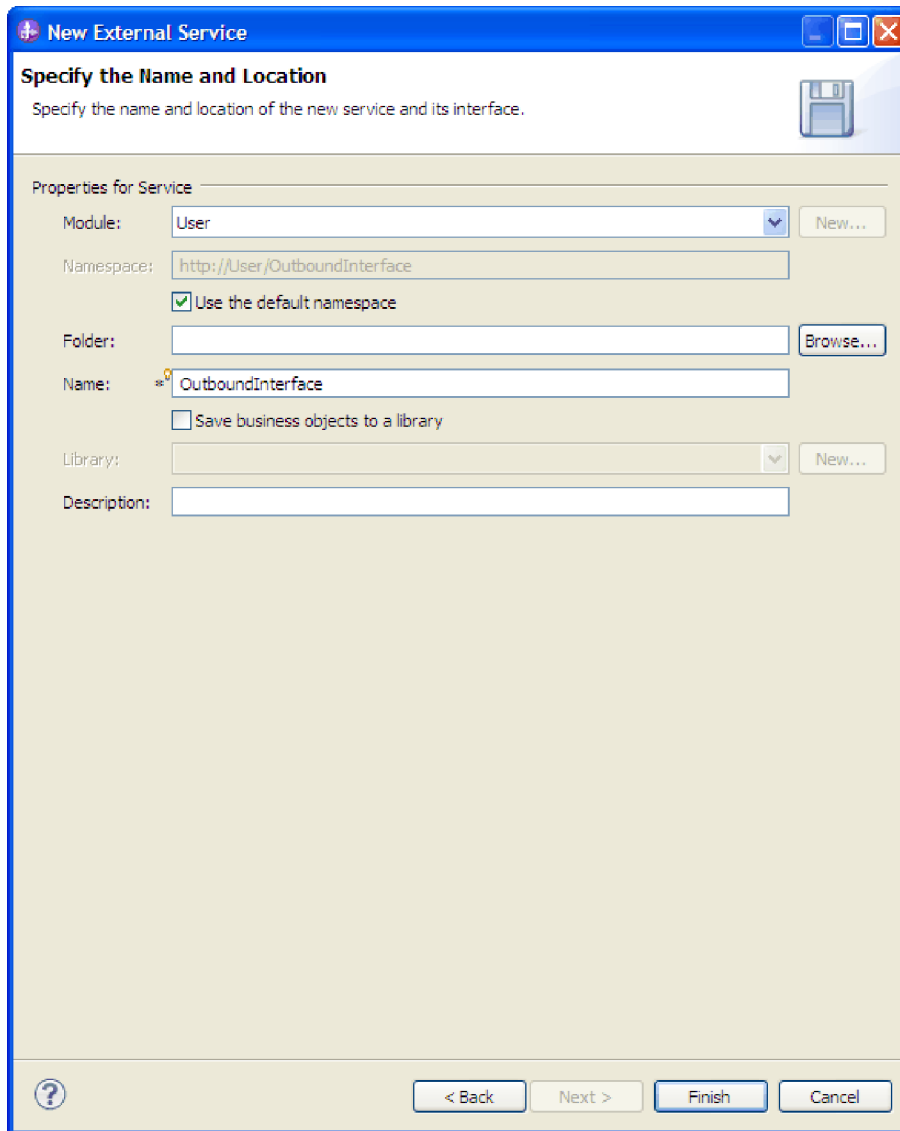 New External Service
Specify the Name and Location
Specify the name and location of the new service and its interface.
Properties for Service
Module: User New...
Namespace: http://User/OutboundInterface
Use the default namespace
Folder: Browse...
Name: * OutboundInterface
Save business objects to a library
Library: New...
Description:
? < Back Next > Finish Cancel